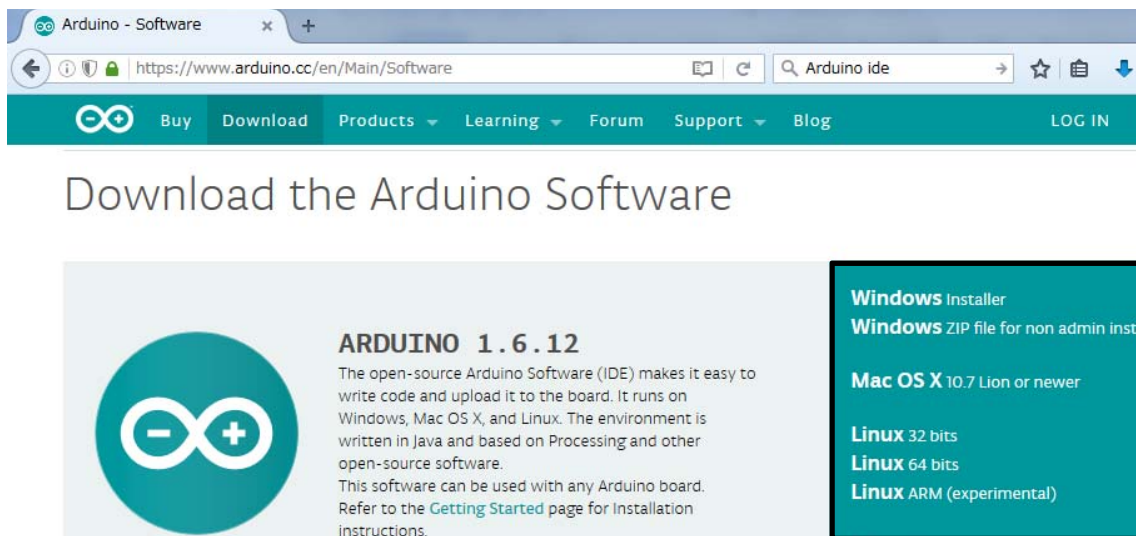 Arduino - Software
https://www.arduino.cc/en/Main/Software
Arduino ide
Buy Download Products Learning Forum Support Blog LOG IN
Download the Arduino Software
ARDUINO 1.6.12
The open-source Arduino Software (IDE) makes it easy to
write code and upload it to the board. It runs on
Windows, Mac OS X, and Linux. The environment is
written in Java and based on Processing and other
open-source software.
This software can be used with any Arduino board.
Refer to the Getting Started page for Installation
instructions.
Windows Installer
Windows ZIP file for non admin inst
Mac OS X 10.7 Lion or newer
Linux 32 bits
Linux 64 bits
Linux ARM (experimental)